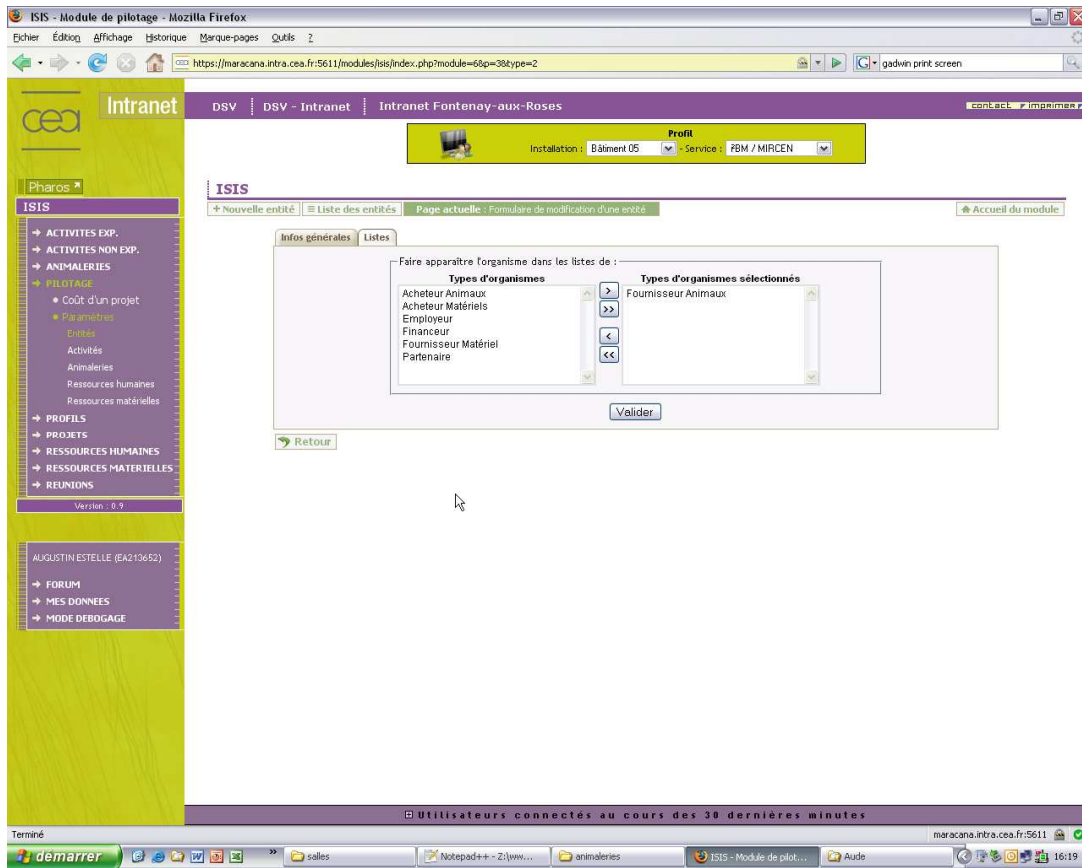 ISIS - Module de pilotage - Mozilla Firefox
Fichier Édition Affichage Historique Marque-pages Outils ?
https://maracana.intra.cea.fr:5611/modules/isis/index.php?module=6&p=38type=2
G gadwin print screen
cea Intranet
DSV DSV - Intranet Intranet Fontenay-aux-Roses
contact imprimer
Profil
Installation : Bâtiment 05 - Service : FBM / MIRCEN
Pharos
ISIS
ISIS
+ Nouvelle entité Liste des entités Page actuelle : Formulaire de modification d'une entité Accueil du module
ACTIVITES EXP.
ACTIVITES NON EXP.
ANIMALERIES
PILOTAGE
Coût d'un projet
Paramètres
Entités
Activités
Animaleries
Ressources humaines
Ressources matérielles
PROFILS
PROJETS
RESSOURCES HUMAINES
RESSOURCES MATERIELLES
REUNIONS
Version : 0.9
AUGUSTIN ESTELLE (EA213652)
FORUM
MES DONNEES
MODE DEBOGAGE
Infos générales Listes
Faire apparaître l'organisme dans les listes de :
Types d'organismes Types d'organismes sélectionnés
Acheteur Animaux > Fournisseur Animaux
Acheteur Matériels >>
Employeur
Financeur <
Fournisseur Matériel
Partenaire <<
Valider
Retour
Utilisateurs connectés au cours des 30 dernières minutes
Terminé maracana.intra.cea.fr:5611
démarrer » salles Notepad++ - Z:\ww... animaleries ISIS - Module de pilot... Aude 16:19